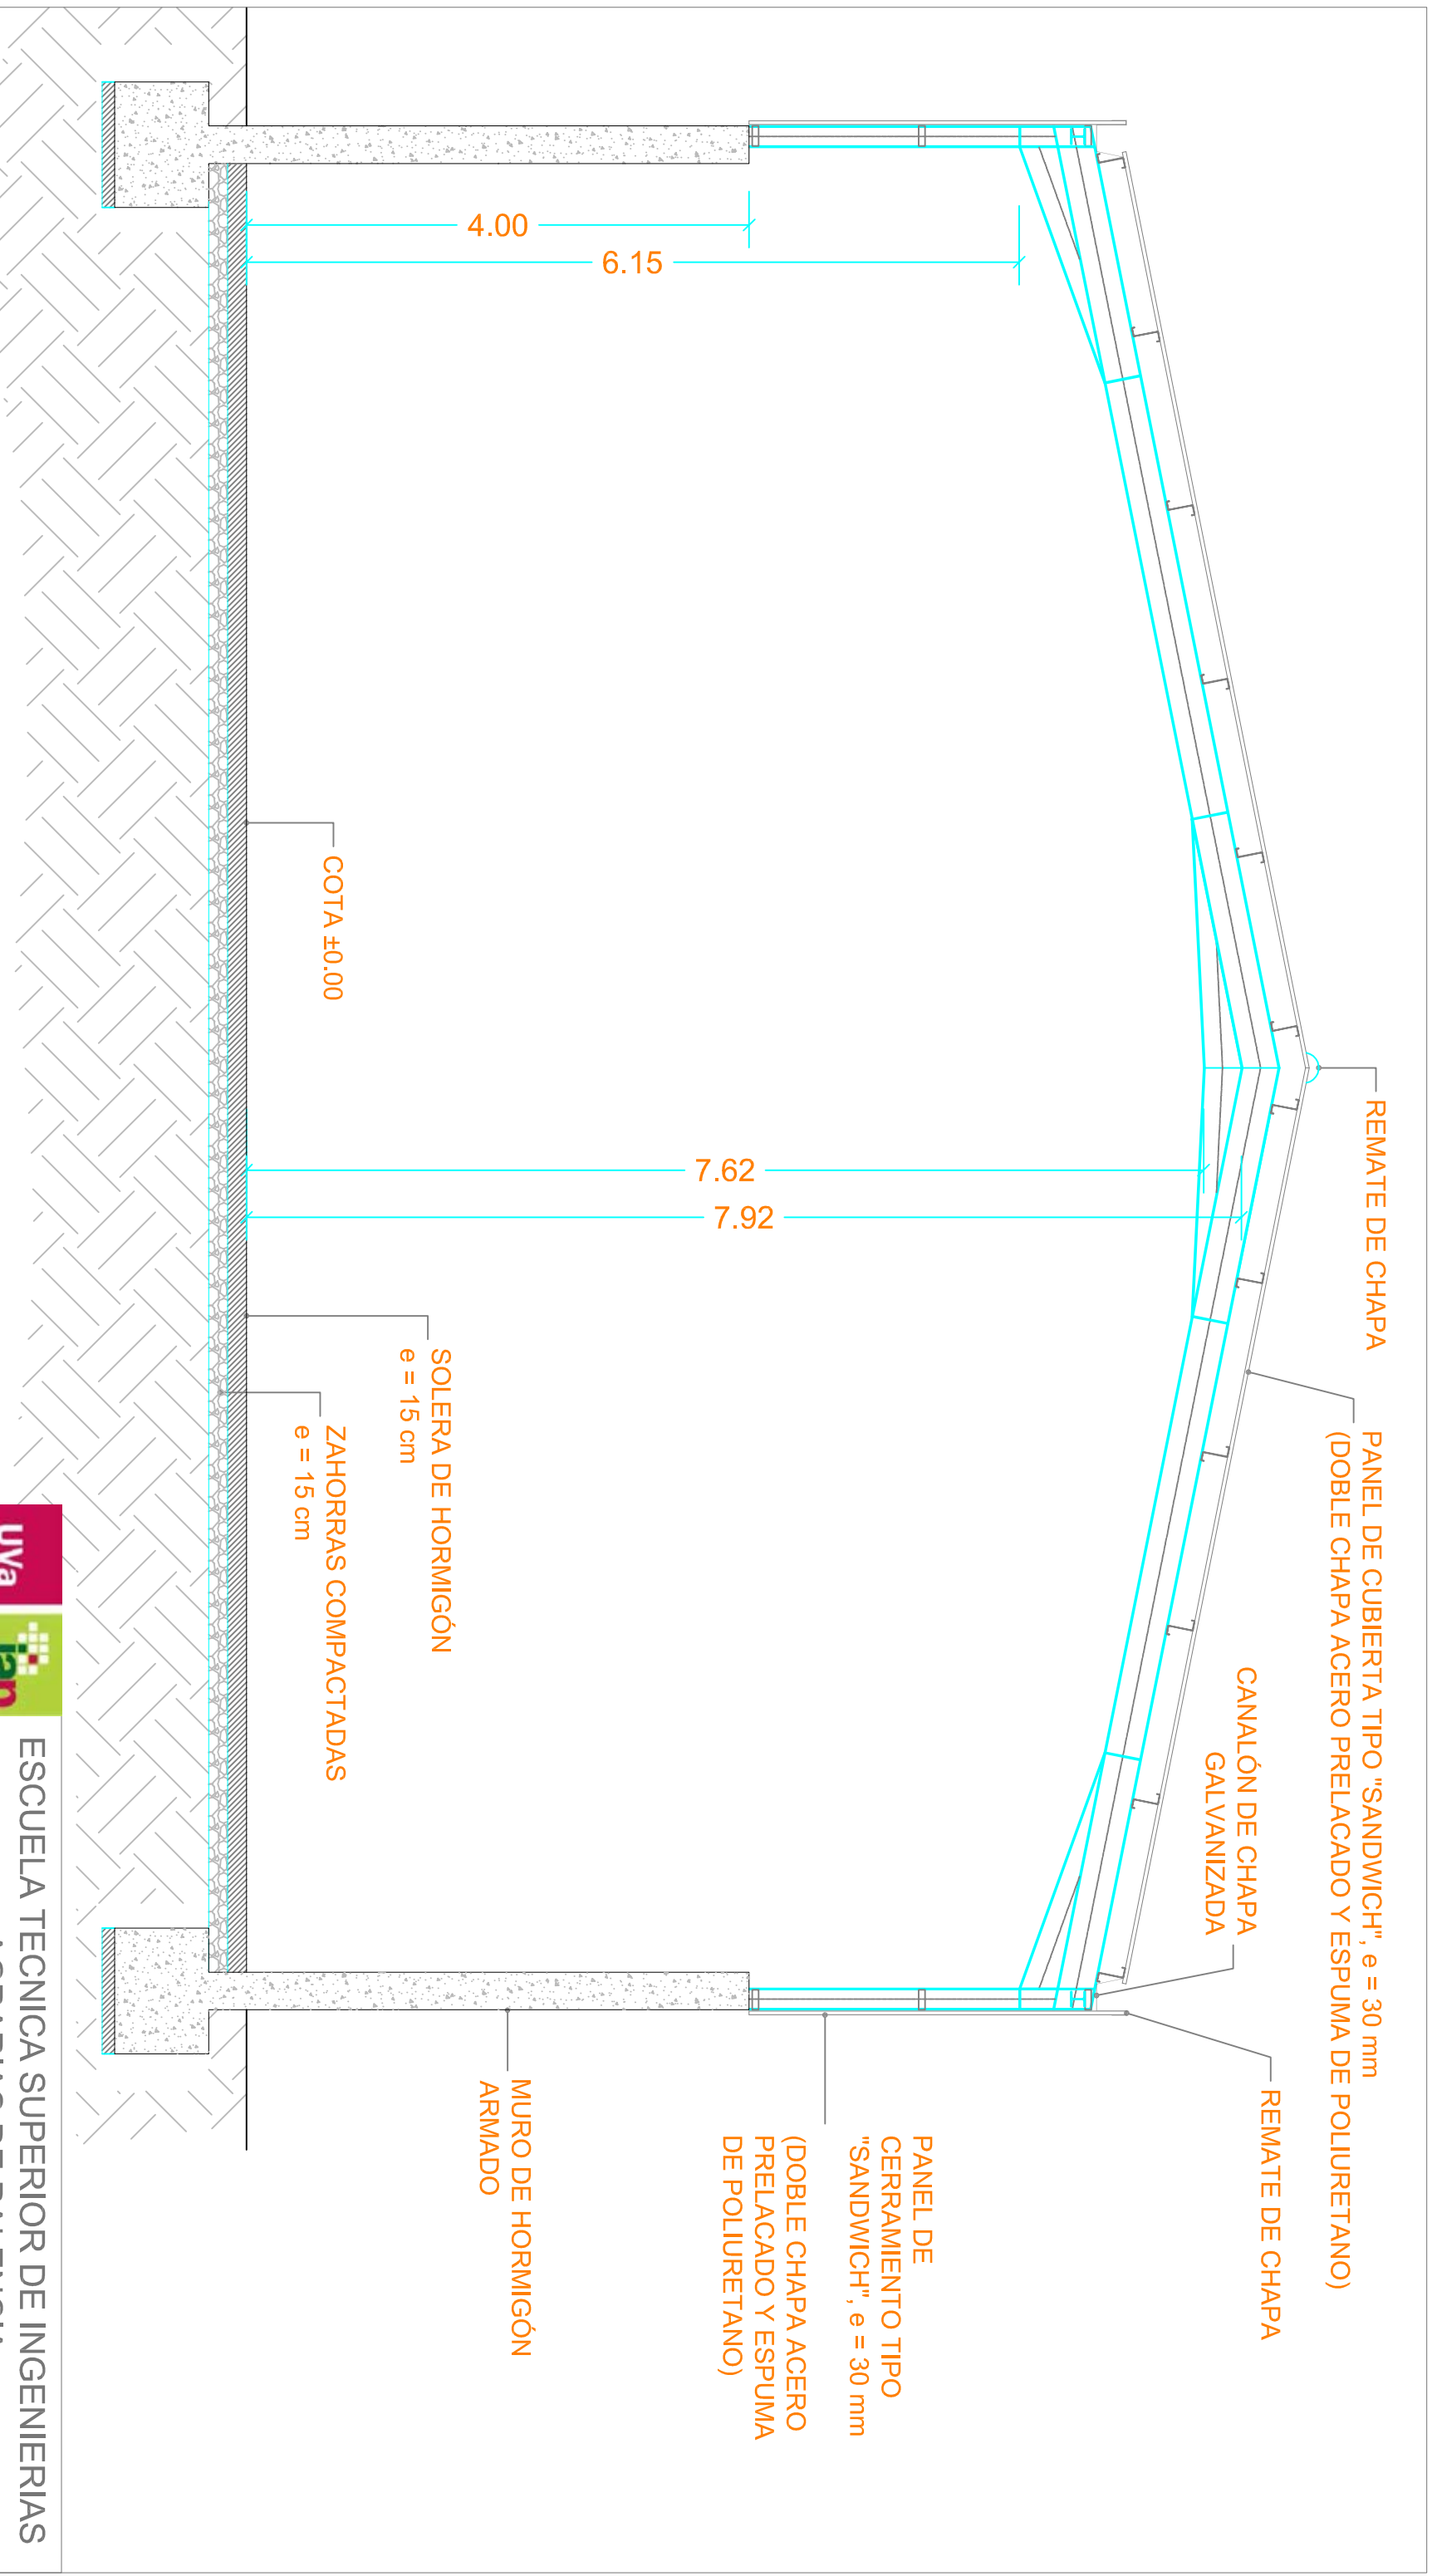 REMATE DE CHAPA
PANEL DE CUBIERTA TIPO "SANDWICH", e = 30 mm
(DOBLE CHAPA ACERO PRELACADO Y ESPUMA DE POLIURETANO)
CANALÓN DE CHAPA
GALVANIZADA
REMATE DE CHAPA
PANEL DE
CERRAMIENTO TIPO
"SANDWICH", e = 30 mm
(DOBLE CHAPA ACERO
PRELACADO Y ESPUMA
DE POLIURETANO)
MURO DE HORMIGÓN
ARMADO
4.00
6.15
7.62
7.92
COTA ±0.00
SOLERA DE HORMIGÓN
e = 15 cm
ZAHORRAS COMPACTADAS
e = 15 cm
UVa
ESCUELA TECNICA SUPERIOR DE INGENIERIAS